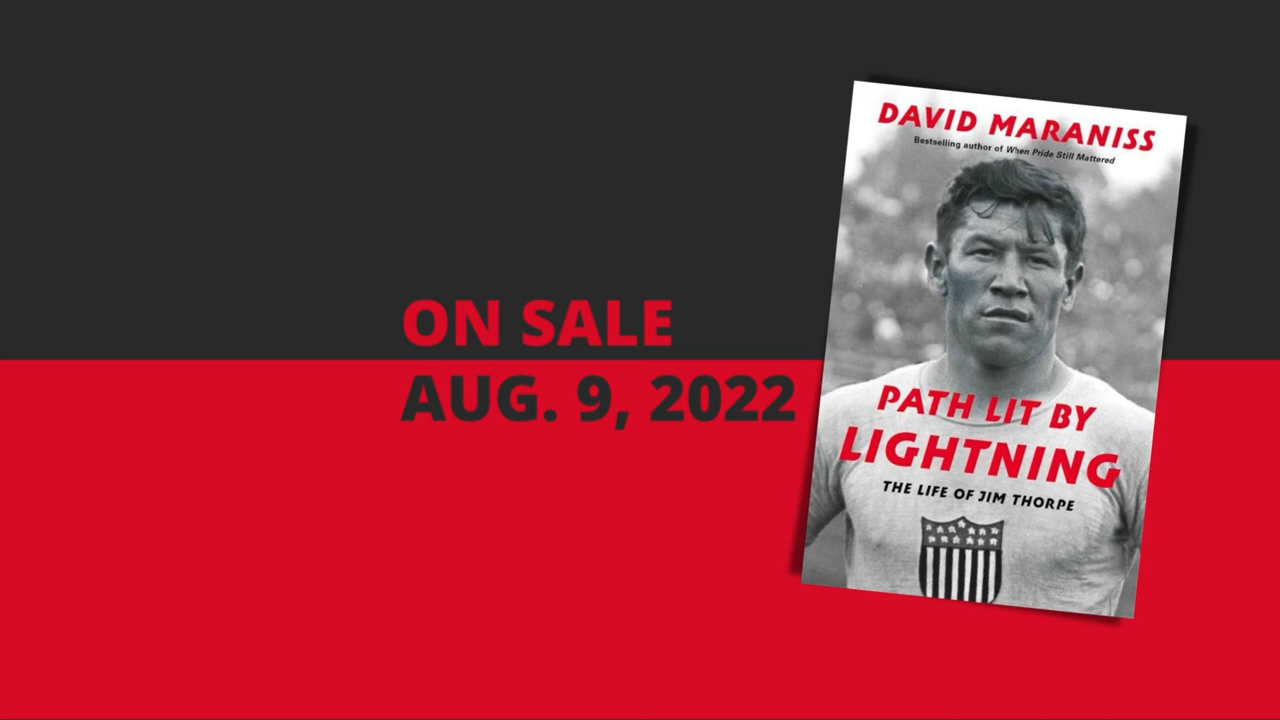 ON SALE
AUG. 9, 2022
DAVID MARANISS
Bestselling author of When Pride Still Mattered
PATH LIT BY
LIGHTNING
THE LIFE OF JIM THORPE